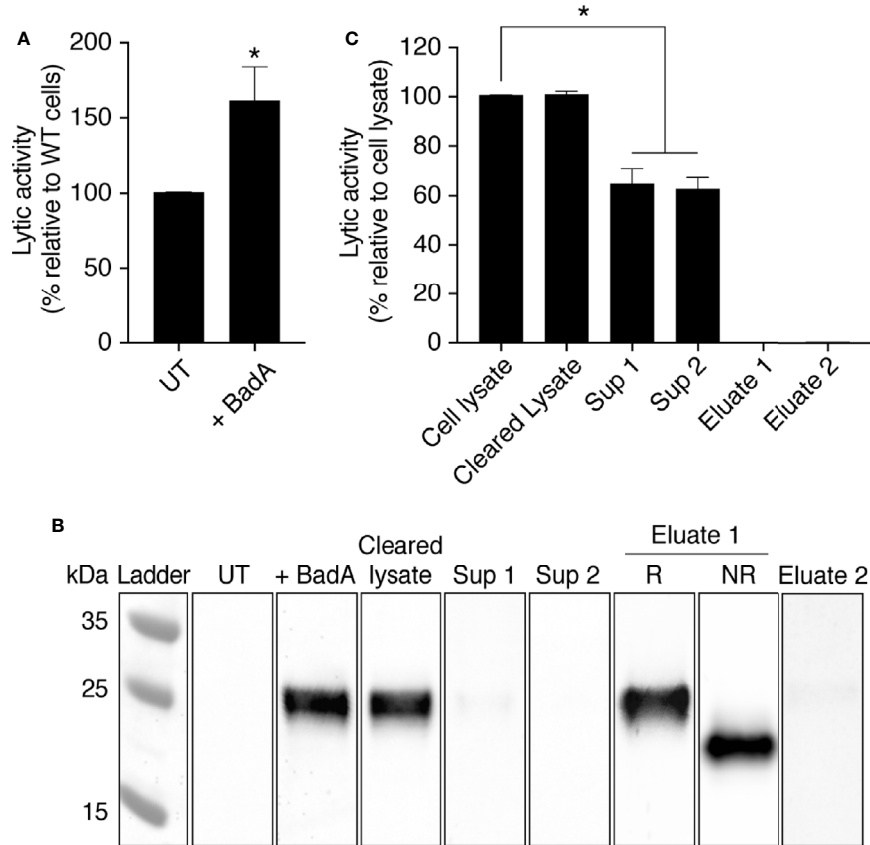 A
Lytic activity
(% relative to WT cells)
200
150
100
50
0
*
UT
+ BadA
C
Lytic activity
(% relative to cell lysate)
120
100
80
60
40
20
0
*
Cell lysate
Cleared Lysate
Sup 1
Sup 2
Eluate 1
Eluate 2
B
Eluate 1
kDa Ladder UT + BadA Cleared lysate Sup 1 Sup 2 R NR Eluate 2
35
25
15